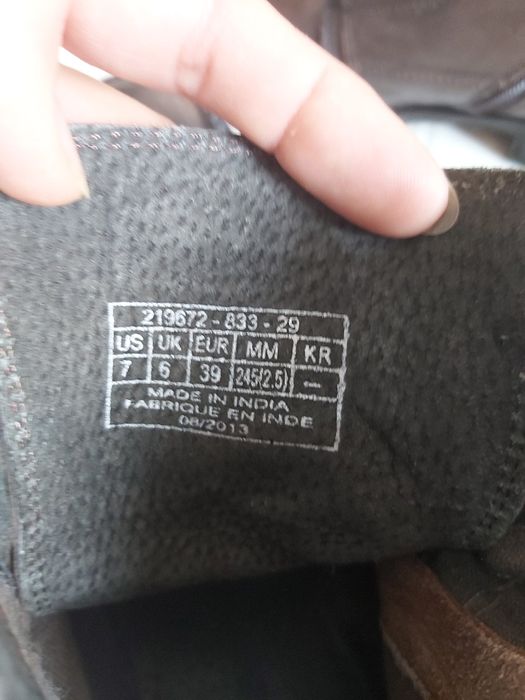 219672-833-29
US UK EUR MM KR
7 6 39 245(2.5) –
MADE IN INDIA
FABRIQUE EN INDE
08/2013